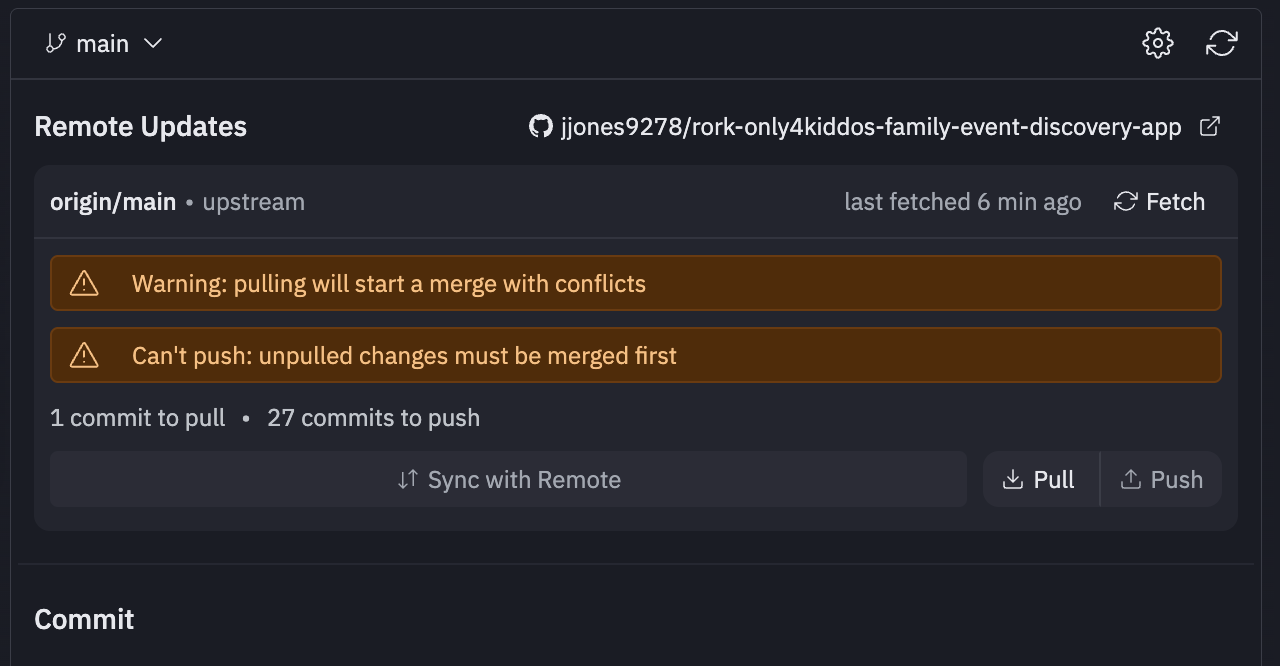 main
Remote Updates
jjones9278/rork-only4kiddos-family-event-discovery-app
origin/main • upstream
last fetched 6 min ago
Fetch
Warning: pulling will start a merge with conflicts
Can't push: unpulled changes must be merged first
1 commit to pull • 27 commits to push
Sync with Remote
Pull
Push
Commit